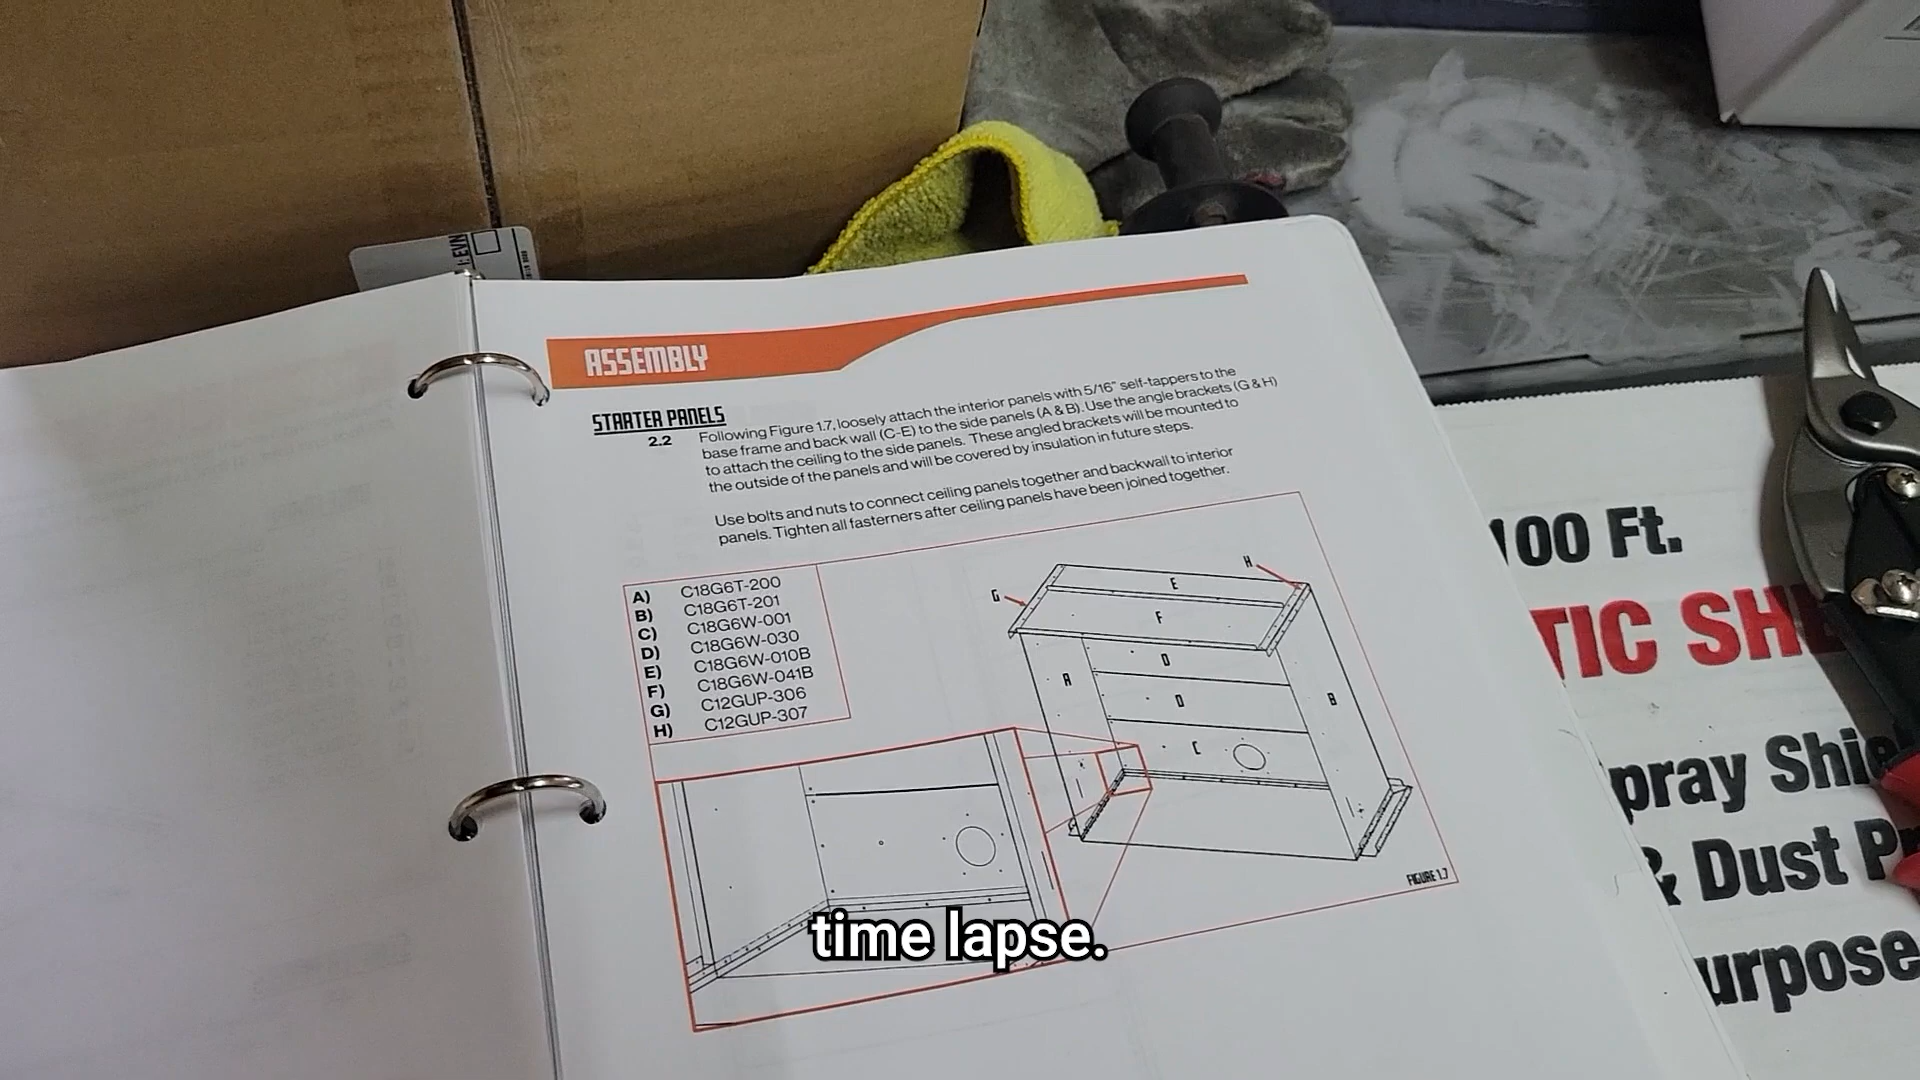 I: EVN
ASSEMBLY
STARTER PANELS
2.2 Following Figure 1.7, loosely attach the interior panels with 5/16" self-tappers to the
base frame and back wall (C-E) to the side panels (A & B). Use the angle brackets (G & H)
to attach the ceiling to the side panels. These angled brackets will be mounted to
the outside of the panels and will be covered by insulation in future steps.
Use bolts and nuts to connect ceiling panels together and backwall to interior
panels. Tighten all fasterners after ceiling panels have been joined together.
A) C18G6T-200
B) C18G6T-201
C) C18G6W-001
D) C18G6W-030
E) C18G6W-010B
F) C18G6W-041B
G) C12GUP-306
H) C12GUP-307
G
H
E
F
D
A
D
B
C
FIGURE 1.7
100 Ft.
TIC SHE
pray Shie
& Dust P
urpose
time lapse.